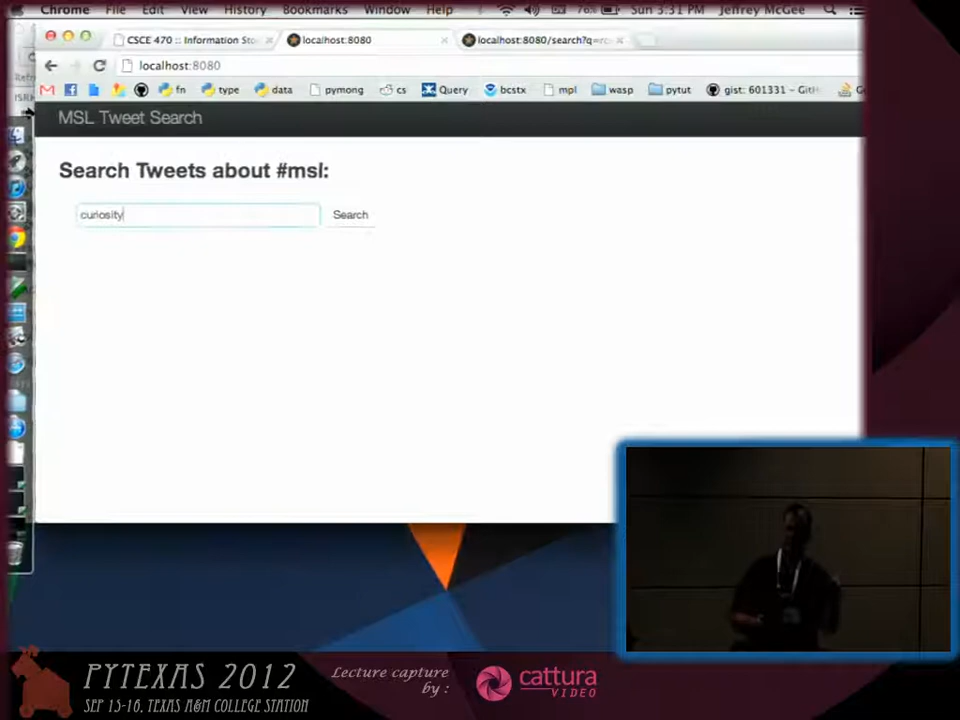 Chrome File Edit View History Bookmarks Window Help 76% Sun 3:31 PM Jeffrey McGee
CSCE 470 :: Information Sto localhost:8080 localhost:8080/search?q=
localhost:8080
fn type data pymong cs Query bcstx mpl wasp pytut gist: 601331 – GitH
MSL Tweet Search
Search Tweets about #msl:
curiosity Search
PYTEXAS 2012
SEP 15-16, TEXAS A&M COLLEGE STATION
Lecture capture
by :
cattura
VIDEO